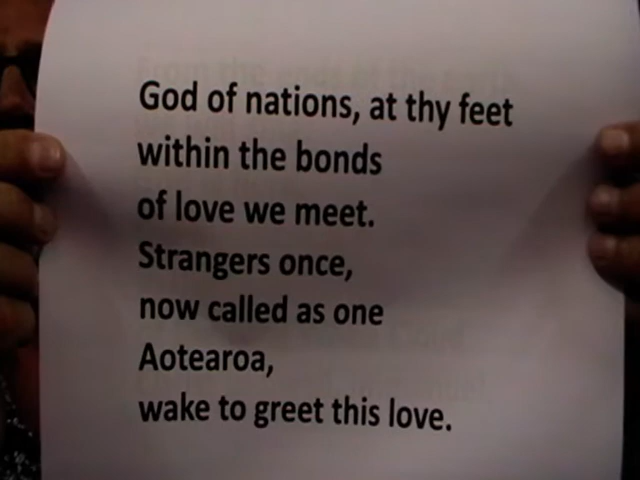 God of nations, at thy feet
within the bonds
of love we meet.
Strangers once,
now called as one
Aotearoa,
wake to greet this love.